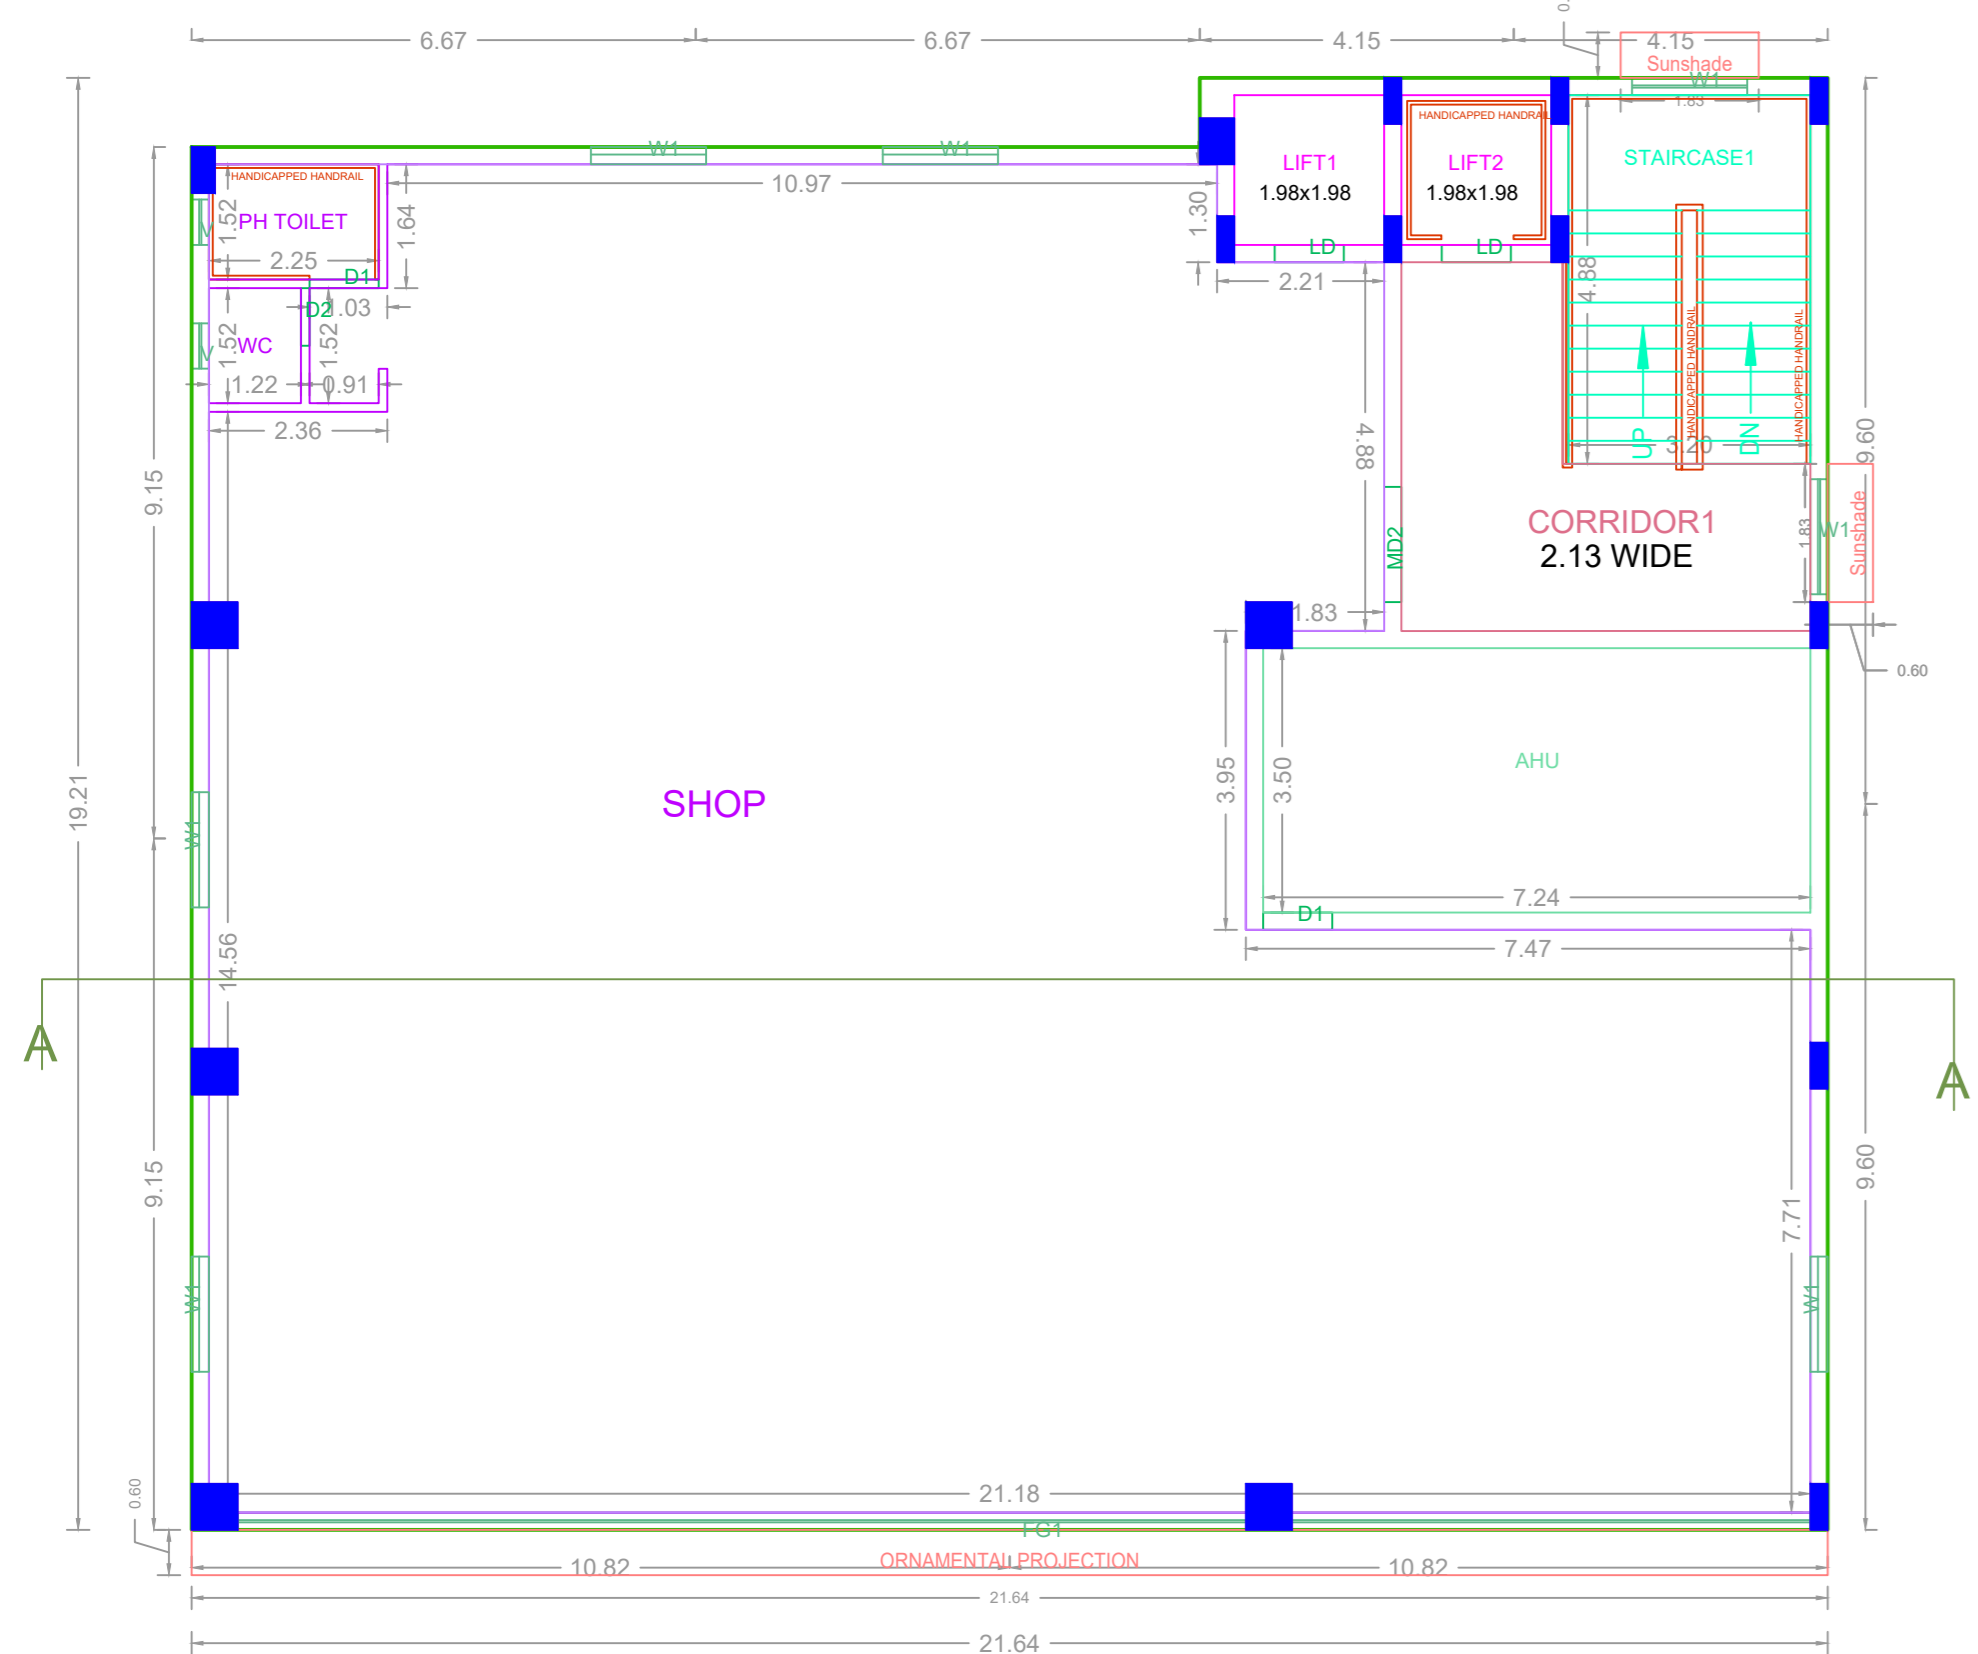 0.
6.67
6.67
4.15
4.15
Sunshade
W1
1.83
HANDICAPPED HANDRAIL
W1
W1
LIFT1
1.98x1.98
LIFT2
1.98x1.98
STAIRCASE1
HANDICAPPED HANDRAIL
10.97
1.52
PH TOILET
1.64
1.30
V
2.25
D1
LD
LD
4.88
2.21
D2
1.03
V
1.52
WC
1.52
1.22
0.91
HANDICAPPED HANDRAIL
HANDICAPPED HANDRAIL
2.36
4.88
UP
3.20
DN
9.60
9.15
CORRIDOR1
2.13 WIDE
MD2
1.83
W1
Sunshade
1.83
0.60
19.21
SHOP
W1
3.95
3.50
AHU
7.24
D1
7.47
14.56
A
A
9.15
9.60
7.71
W1
W1
0.60
21.18
FG1
ORNAMENTAL PROJECTION
10.82
10.82
21.64
21.64